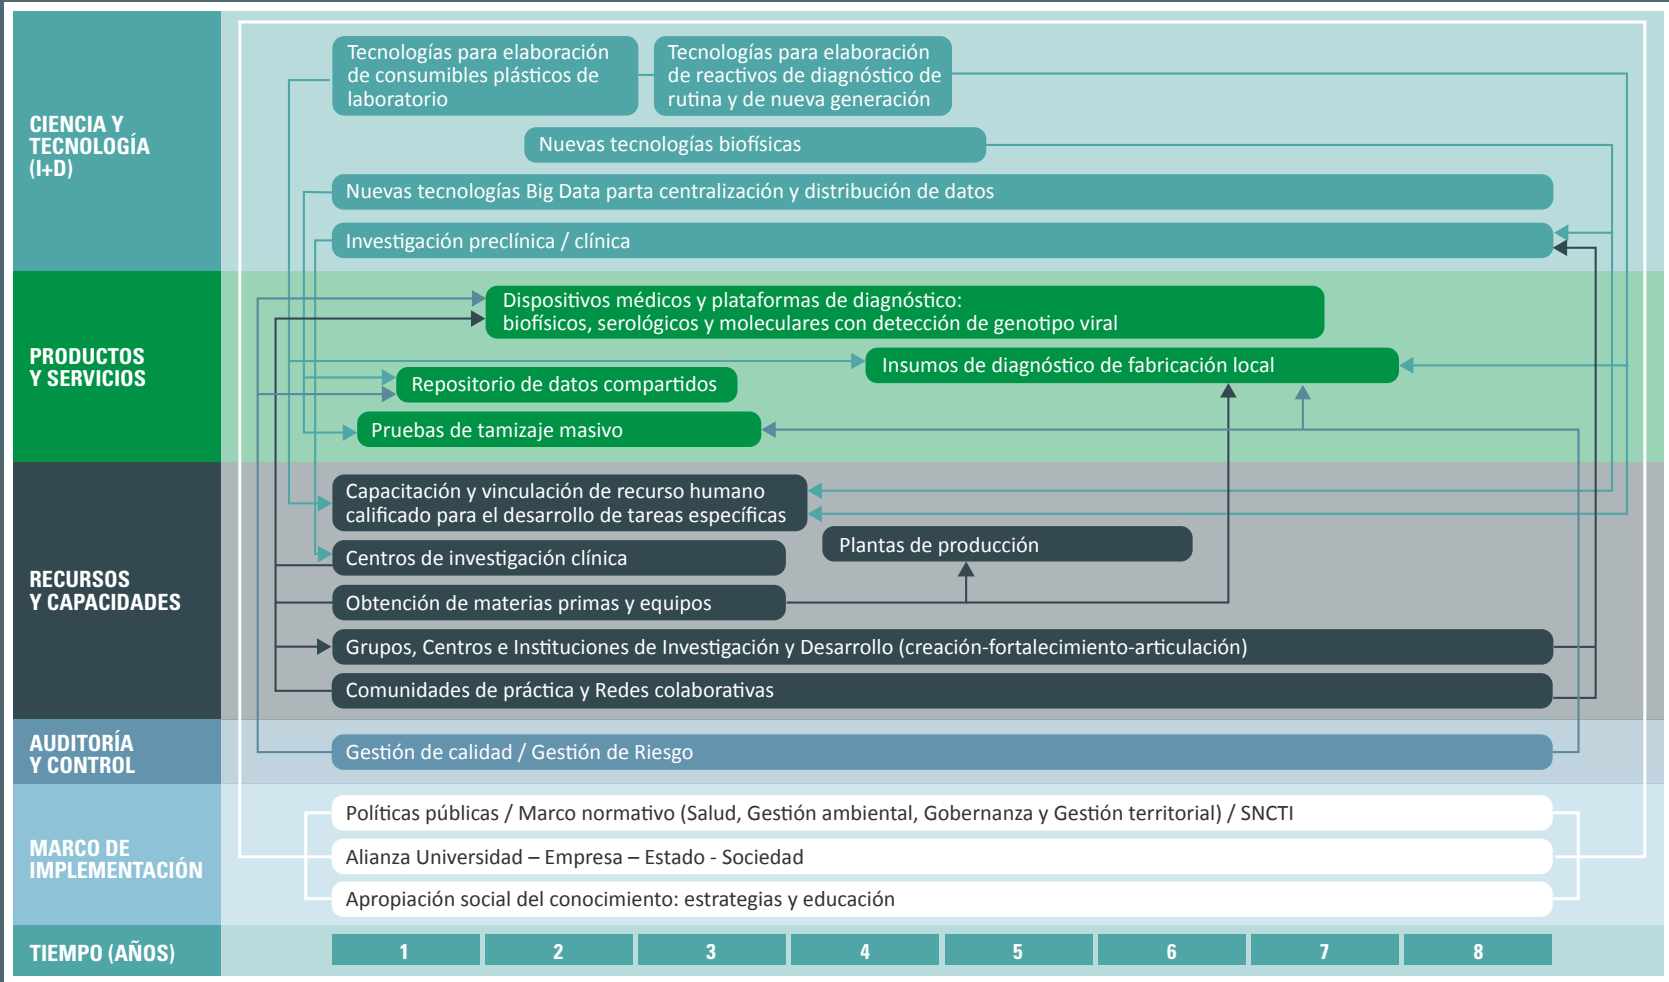 CIENCIA Y
TECNOLOGÍA
(I+D)
Tecnologías para elaboración
de consumibles plásticos de
laboratorio
Tecnologías para elaboración
de reactivos de diagnóstico de
rutina y de nueva generación
Nuevas tecnologías biofísicas
Nuevas tecnologías Big Data parta centralización y distribución de datos
Investigación preclínica / clínica
PRODUCTOS
Y SERVICIOS
Dispositivos médicos y plataformas de diagnóstico:
biofísicos, serológicos y moleculares con detección de genotipo viral
Insumos de diagnóstico de fabricación local
Repositorio de datos compartidos
Pruebas de tamizaje masivo
RECURSOS
Y CAPACIDADES
Capacitación y vinculación de recurso humano
calificado para el desarrollo de tareas específicas
Plantas de producción
Centros de investigación clínica
Obtención de materias primas y equipos
Grupos, Centros e Instituciones de Investigación y Desarrollo (creación-fortalecimiento-articulación)
Comunidades de práctica y Redes colaborativas
AUDITORÍA
Y CONTROL
Gestión de calidad / Gestión de Riesgo
MARCO DE
IMPLEMENTACIÓN
Políticas públicas / Marco normativo (Salud, Gestión ambiental, Gobernanza y Gestión territorial) / SNCTI
Alianza Universidad – Empresa – Estado - Sociedad
Apropiación social del conocimiento: estrategias y educación
TIEMPO (AÑOS) 1 2 3 4 5 6 7 8